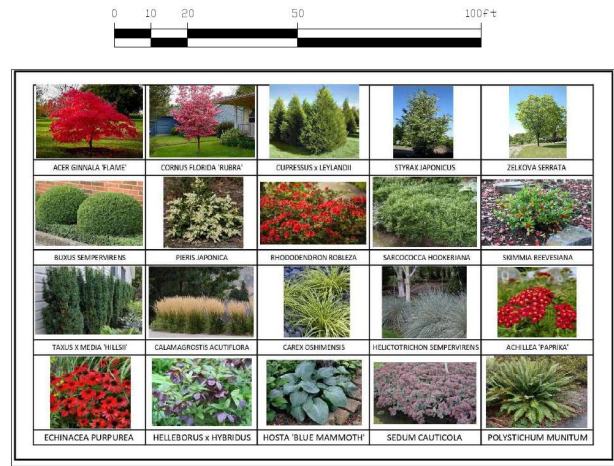 0 10 20 50 100ft
ACER GINNALA 'FLAME' CORNUS FLORIDA 'RUBRA' CUPRESSUS x LEYLANDII STYRAX JAPONICUS ZELKOVA SERRATA
BUXUS SEMPERVIRENS PIERIS JAPONICA RHODODENDRON ROBLEZA SARCOCOCCA HOOKERIANA SKIMMIA REEVESIANA
TAXUS X MEDIA 'HILLSII' CALAMAGROSTIS ACUTIFLORA CAREX OSHIMENSIS HELICTOTRICHON SEMPERVIRENS ACHILLEA 'PAPRIKA'
ECHINACEA PURPUREA HELLEBORUS x HYBRIDUS HOSTA 'BLUE MAMMOTH' SEDUM CAUTICOLA POLYSTICHUM MUNITUM